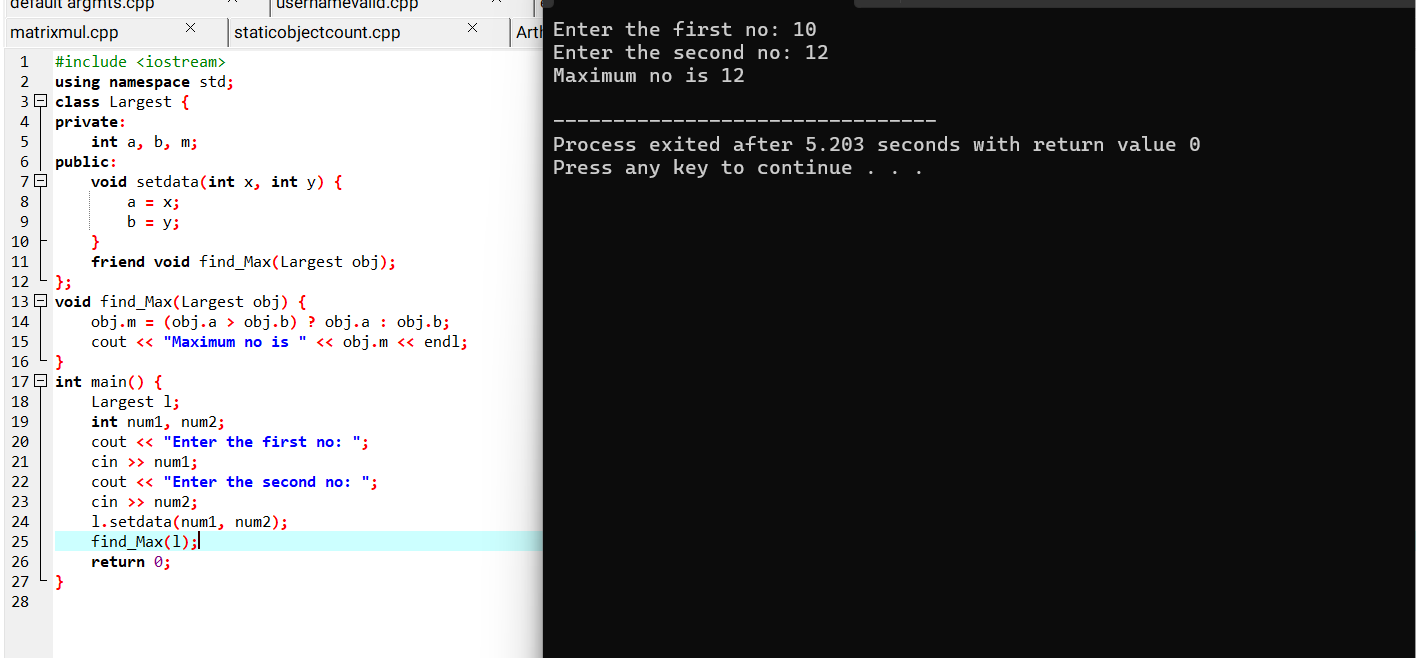 default argmts.cpp
usernamevalid.cpp
matrixmul.cpp
staticobjectcount.cpp
1 #include <iostream>
2 using namespace std;
3 class Largest {
4 private:
5 int a, b, m;
6 public:
7 void setdata(int x, int y) {
8 a = x;
9 b = y;
10 }
11 friend void find_Max(Largest obj);
12 };
13 void find_Max(Largest obj) {
14 obj.m = (obj.a > obj.b) ? obj.a : obj.b;
15 cout << "Maximum no is " << obj.m << endl;
16 }
17 int main() {
18 Largest l;
19 int num1, num2;
20 cout << "Enter the first no: ";
21 cin >> num1;
22 cout << "Enter the second no: ";
23 cin >> num2;
24 l.setdata(num1, num2);
25 find_Max(l);
26 return 0;
27 }
28
Enter the first no: 10
Enter the second no: 12
Maximum no is 12
--------------------------------
Process exited after 5.203 seconds with return value 0
Press any key to continue . . .